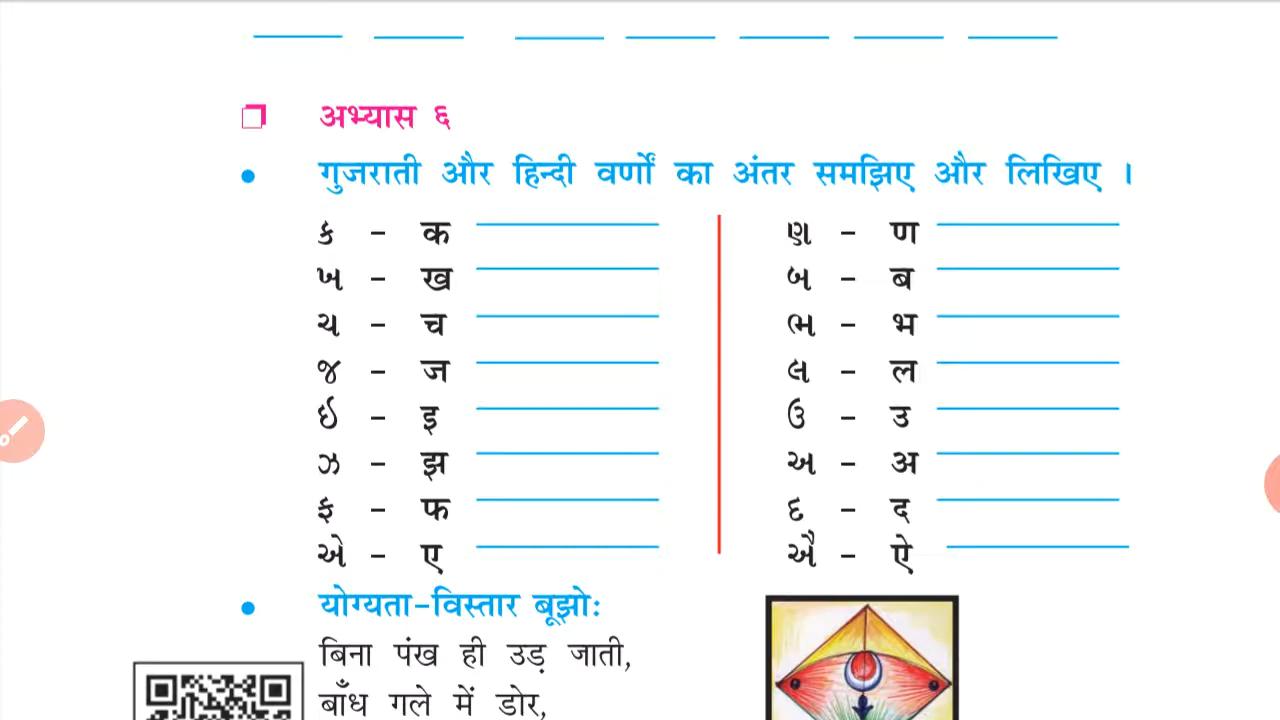 अभ्यास ६
गुजराती और हिन्दी वर्णों का अंतर समझिए और लिखिए ।
ક - क ણ - ण
ખ - ख બ - ब
ચ - च ભ - भ
જ - ज લ - ल
ઇ - इ ઉ - उ
ઝ - झ અ - अ
ફ - फ દ - द
એ - ए ઐ - ऐ
योग्यता-विस्तार बूझो:
बिना पंख ही उड़ जाती,
बाँध गले में डोर,